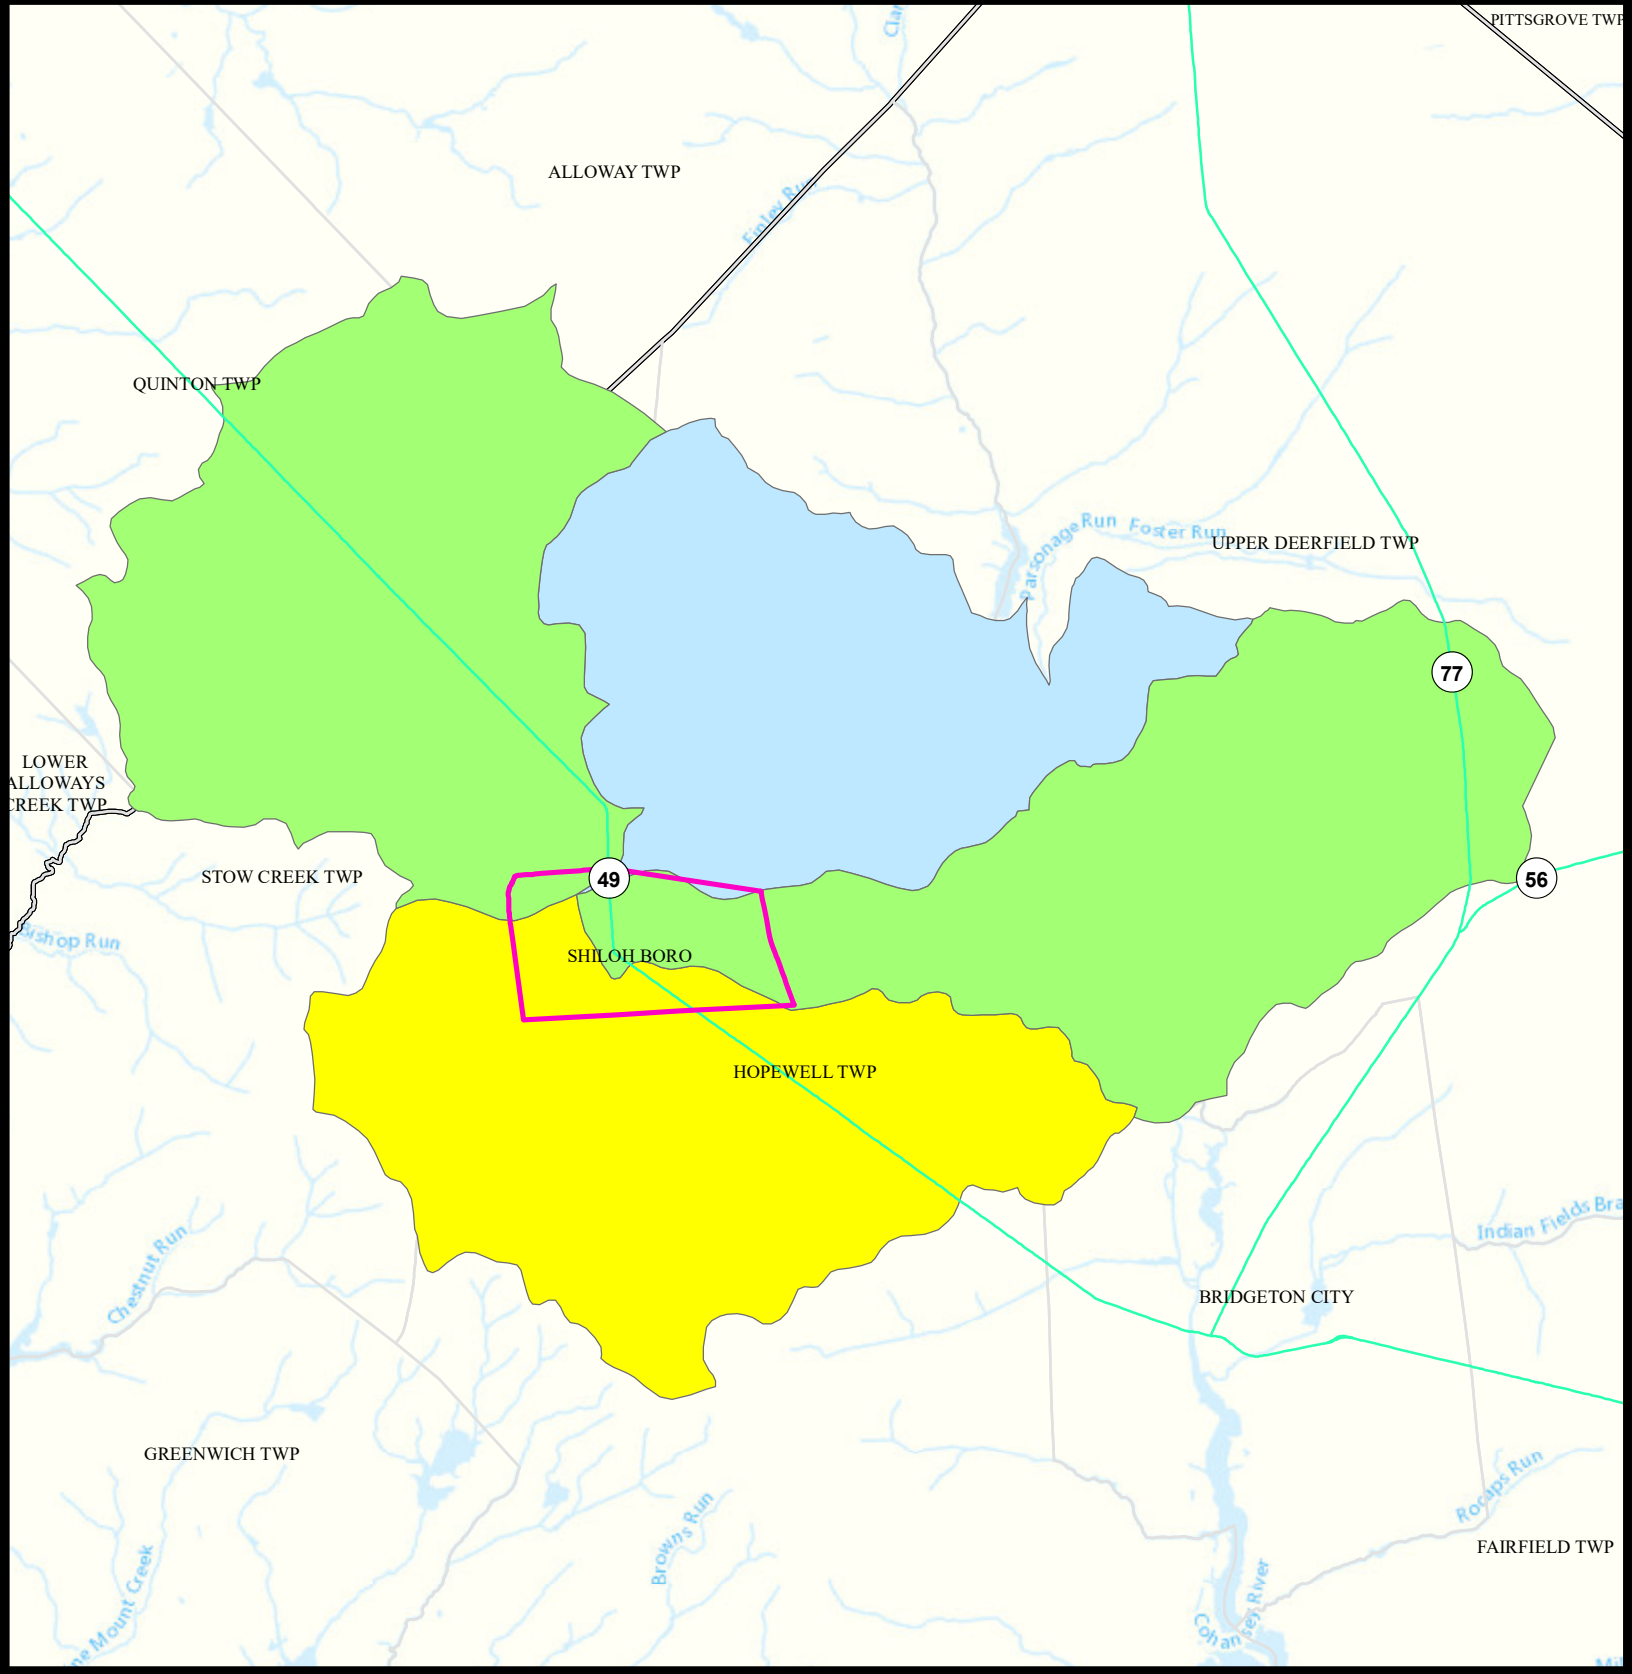 PITTSGROVE TWP
ALLOWAY TWP
Finley Run
QUINTON TWP
Parsonage Run
Foster Run
UPPER DEERFIELD TWP
77
LOWER
ALLOWAYS
CREEK TWP
STOW CREEK TWP
49
56
Bishop Run
SHILOH BORO
HOPEWELL TWP
Chestnut Run
Indian Fields Bra
BRIDGETON CITY
GREENWICH TWP
Browns Run
Rocaps Run
FAIRFIELD TWP
Mount Creek
Cohansey River